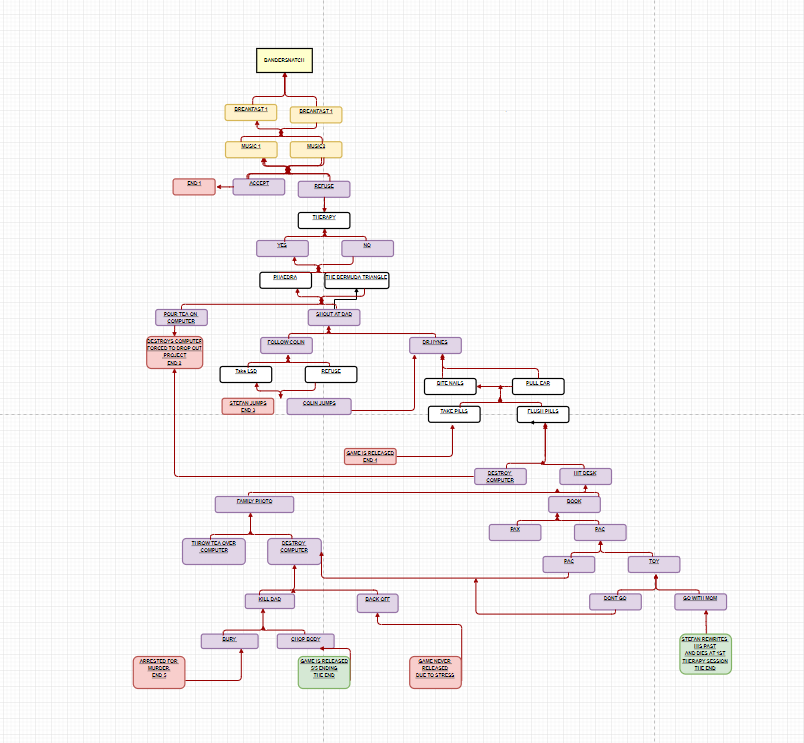 BANDERSNATCH
BREAKFAST 1
BREAKFAST 1
MUSIC 1
MUSIC2
END 1
ACCEPT
REFUSE
THERAPY
YES
NO
PHAEDRA
THE BERMUDA TRIANGLE
POUR TEA ON
COMPUTER
SHOUT AT DAD
DESTROYS COMPUTER
FORCED TO DROP OUT
PROJECT
END 2
FOLLOW COLIN
DR.HYNES
Take LSD
REFUSE
BITE NAILS
PULL EAR
STEFAN JUMPS
END 3
COLIN JUMPS
TAKE PILLS
FLUSH PILLS
GAME IS RELEASED
END 4
DESTROY
COMPUTER
HIT DESK
FAMILY PHOTO
BOOK
PAX
PAC
THROW TEA OVER
COMPUTER
DESTROY
COMPUTER
PAC
TOY
KILL DAD
BACK OFF
DONT GO
GO WITH MOM
BURY
CHOP BODY
STEFAN REWRITES
HIS PAST
AND DIES AT 1ST
THERAPY SESSION
THE END
ARRESTED FOR
MURDER
END 5
GAME IS RELEASED
5/5 ENDING
THE END
GAME NEVER
RELEASED
DUE TO STRESS